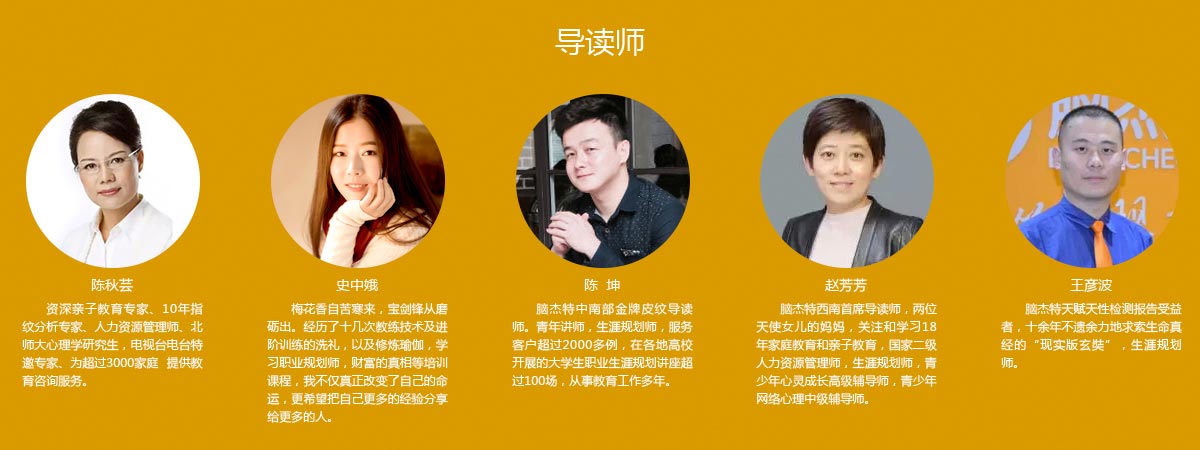 导读师
陈秋芸
资深亲子教育专家、10年指
纹分析专家、人力资源管理师、北
师大心理学研究生，电视台电台特
邀专家、为超过3000家庭 提供教
育咨询服务。
史中娥
梅花香自苦寒来，宝剑锋从磨
砺出。经历了十几次教练技术及进
阶训练的洗礼，以及修炼瑜伽，学
习职业规划师，财富的真相等培训
课程，我不仅真正改变了自己的命
运，更希望把自己更多的经验分享
给更多的人。
陈 坤
脑杰特中南部金牌皮纹导读
师。青年讲师，生涯规划师，服务
客户超过2000多例，在各地高校
开展的大学生职业生涯规划讲座超
过100场，从事教育工作多年。
赵芳芳
脑杰特西南首席导读师，两位
天使女儿的妈妈，关注和学习18
年家庭教育和亲子教育，国家二级
人力资源管理师，生涯规划师，青
少年心灵成长高级辅导师，青少年
网络心理中级辅导师。
王彦波
脑杰特天赋天性检测报告受益
者，十余年不遗余力地求索生命真
经的“现实版玄奘”，生涯规划
师。